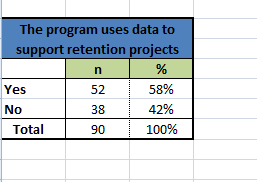 The program uses data to
support retention projects
n %
Yes 52 58%
No 38 42%
Total 90 100%